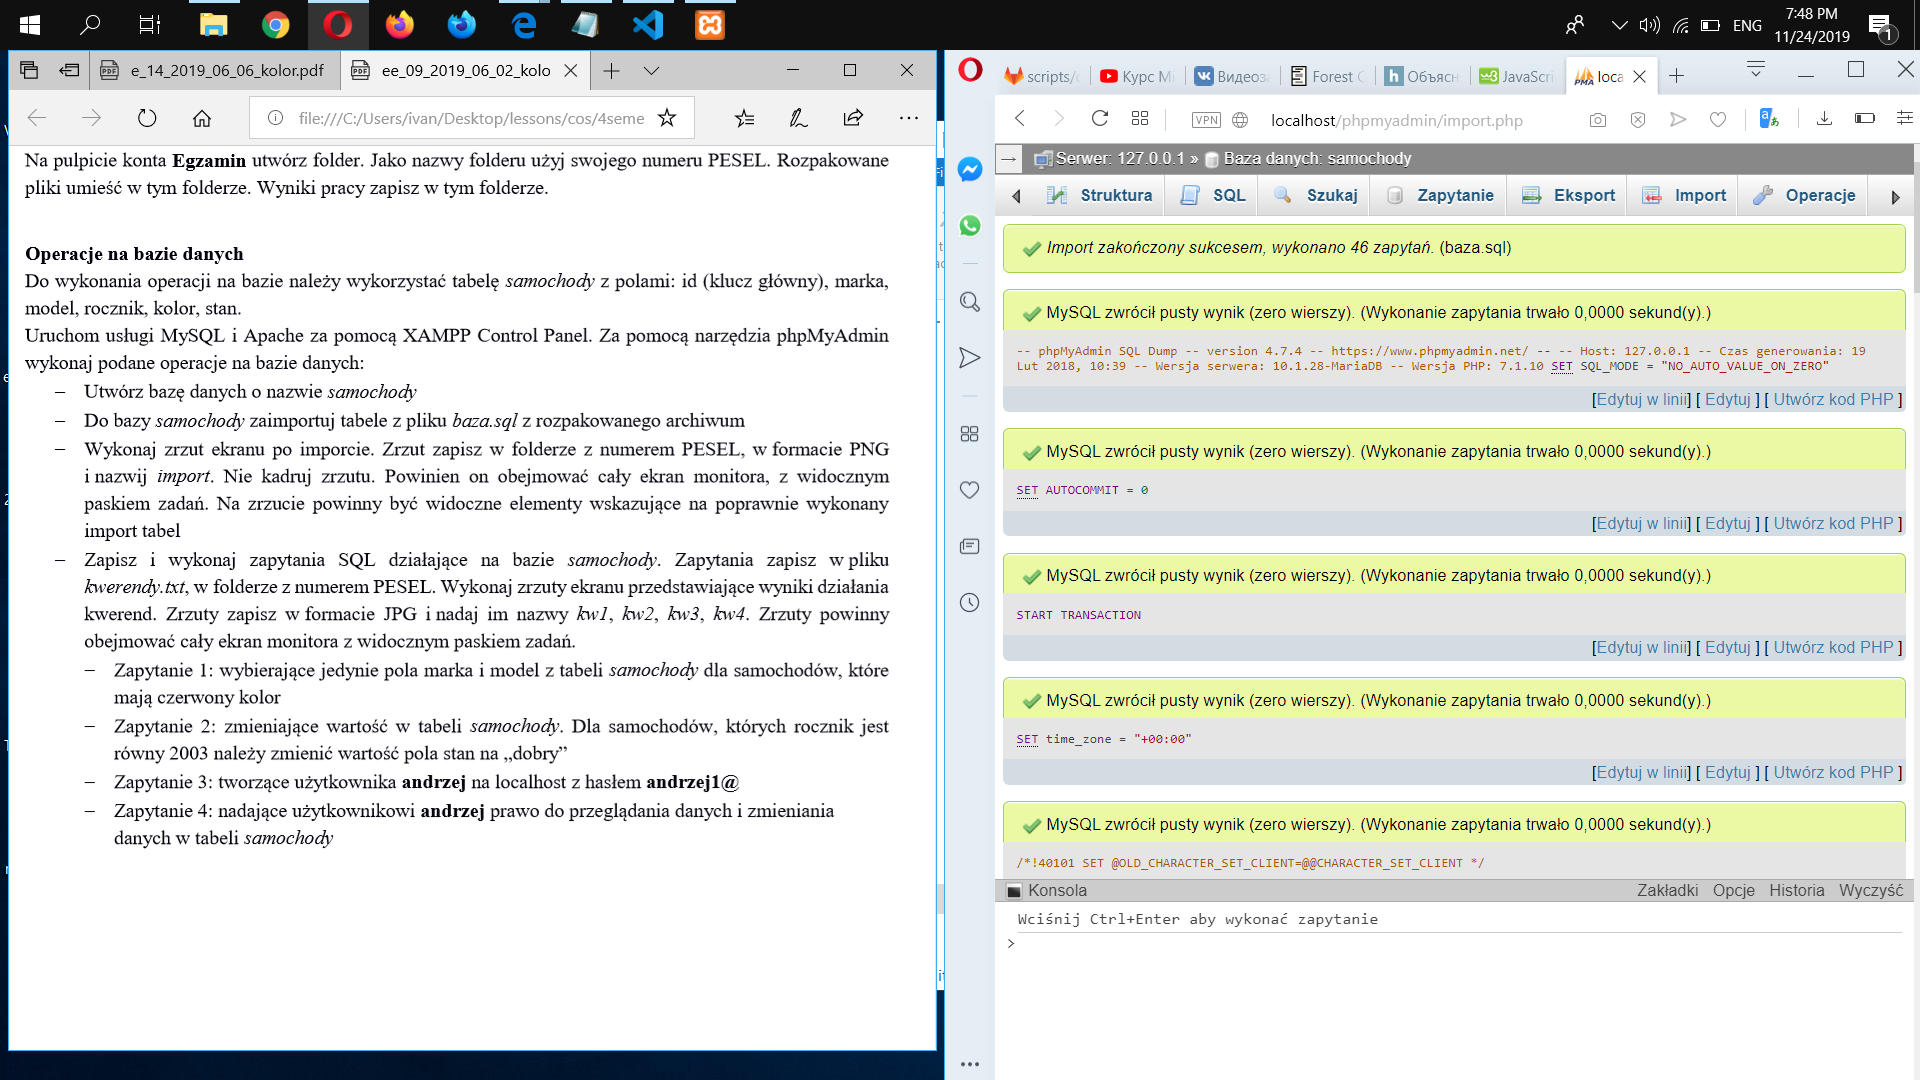 ENG
7:48 PM
11/24/2019
1
e_14_2019_06_06_kolor.pdf
ee_09_2019_06_02_kolo
file:///C:/Users/ivan/Desktop/lessons/cos/4seme
Na pulpicie konta Egzamin utwórz folder. Jako nazwy folderu użyj swojego numeru PESEL. Rozpakowane
pliki umieść w tym folderze. Wyniki pracy zapisz w tym folderze.
Operacje na bazie danych
Do wykonania operacji na bazie należy wykorzystać tabelę samochody z polami: id (klucz główny), marka,
model, rocznik, kolor, stan.
Uruchom usługi MySQL i Apache za pomocą XAMPP Control Panel. Za pomocą narzędzia phpMyAdmin
wykonaj podane operacje na bazie danych:
– Utwórz bazę danych o nazwie samochody
– Do bazy samochody zaimportuj tabele z pliku baza.sql z rozpakowanego archiwum
– Wykonaj zrzut ekranu po imporcie. Zrzut zapisz w folderze z numerem PESEL, w formacie PNG
i nazwij import. Nie kadruj zrzutu. Powinien on obejmować cały ekran monitora, z widocznym
paskiem zadań. Na zrzucie powinny być widoczne elementy wskazujące na poprawnie wykonany
import tabel
– Zapisz i wykonaj zapytania SQL działające na bazie samochody. Zapytania zapisz w pliku
kwerendy.txt, w folderze z numerem PESEL. Wykonaj zrzuty ekranu przedstawiające wyniki działania
kwerend. Zrzuty zapisz w formacie JPG i nadaj im nazwy kw1, kw2, kw3, kw4. Zrzuty powinny
obejmować cały ekran monitora z widocznym paskiem zadań.
– Zapytanie 1: wybierające jedynie pola marka i model z tabeli samochody dla samochodów, które
mają czerwony kolor
– Zapytanie 2: zmieniające wartość w tabeli samochody. Dla samochodów, których rocznik jest
równy 2003 należy zmienić wartość pola stan na „dobry”
– Zapytanie 3: tworzące użytkownika andrzej na localhost z hasłem andrzej1@
– Zapytanie 4: nadające użytkownikowi andrzej prawo do przeglądania danych i zmieniania
danych w tabeli samochody
scripts/ Курс Mi Видеоза Forest C Объясн JavaScri loca
VPN localhost/phpmyadmin/import.php
Serwer: 127.0.0.1 » Baza danych: samochody
Struktura SQL Szukaj Zapytanie Eksport Import Operacje
Import zakończony sukcesem, wykonano 46 zapytań. (baza.sql)
MySQL zwrócił pusty wynik (zero wierszy). (Wykonanie zapytania trwało 0,0000 sekund(y).)
-- phpMyAdmin SQL Dump -- version 4.7.4 -- https://www.phpmyadmin.net/ -- -- Host: 127.0.0.1 -- Czas generowania: 19
Lut 2018, 10:39 -- Wersja serwera: 10.1.28-MariaDB -- Wersja PHP: 7.1.10 SET SQL_MODE = "NO_AUTO_VALUE_ON_ZERO"
[Edytuj w linii] [ Edytuj ] [ Utwórz kod PHP ]
MySQL zwrócił pusty wynik (zero wierszy). (Wykonanie zapytania trwało 0,0000 sekund(y).)
SET AUTOCOMMIT = 0
[Edytuj w linii] [ Edytuj ] [ Utwórz kod PHP ]
MySQL zwrócił pusty wynik (zero wierszy). (Wykonanie zapytania trwało 0,0000 sekund(y).)
START TRANSACTION
[Edytuj w linii] [ Edytuj ] [ Utwórz kod PHP ]
MySQL zwrócił pusty wynik (zero wierszy). (Wykonanie zapytania trwało 0,0000 sekund(y).)
SET time_zone = "+00:00"
[Edytuj w linii] [ Edytuj ] [ Utwórz kod PHP ]
MySQL zwrócił pusty wynik (zero wierszy). (Wykonanie zapytania trwało 0,0000 sekund(y).)
/*!40101 SET @OLD_CHARACTER_SET_CLIENT=@@CHARACTER_SET_CLIENT */
Konsola Zakładki Opcje Historia Wyczyść
Wciśnij Ctrl+Enter aby wykonać zapytanie
>